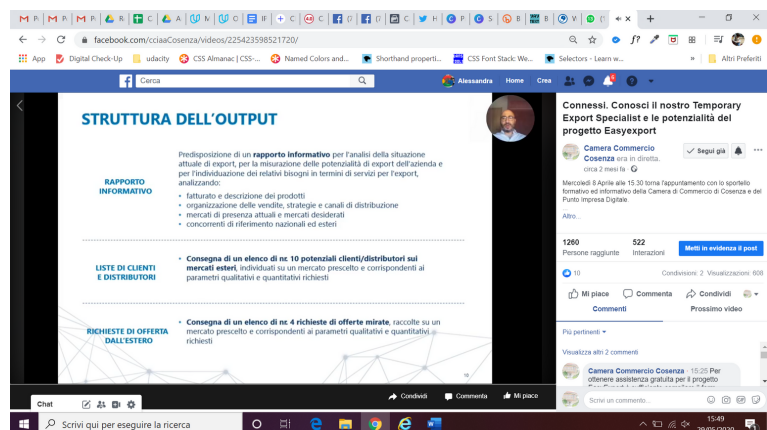 facebook.com/cciaaCosenza/videos/225423598521720/
App
Digital Check-Up
udacity
CSS Almanac | CSS-...
Named Colors and...
Shorthand properti...
CSS Font Stack: We...
Selectors - Learn w...
»
Altri Preferiti
Cerca
Alessandra
Home
Crea
STRUTTURA DELL'OUTPUT
RAPPORTO
INFORMATIVO
Predisposizione di un rapporto informativo per l'analisi della situazione
attuale di export, per la misurazione delle potenzialità di export dell'azienda e
per l'individuazione dei relativi bisogni in termini di servizi per l'export,
analizzando:
• fatturato e descrizione dei prodotti
• organizzazione delle vendite, strategie e canali di distribuzione
• mercati di presenza attuali e mercati desiderati
• concorrenti di riferimento nazionali ed esteri
LISTE DI CLIENTI
E DISTRIBUTORI
• Consegna di un elenco di nr. 10 potenziali clienti/distributori sui
mercati esteri, individuati su un mercato prescelto e corrispondenti ai
parametri qualitativi e quantitativi richiesti
RICHIESTE DI OFFERTA
DALL'ESTERO
• Consegna di un elenco di nr. 4 richieste di offerte mirate, raccolte su un
mercato prescelto e corrispondenti ai parametri qualitativi e quantitativi
richiesti
Condividi
Commenta
Mi piace
Chat
Connessi. Conosci il nostro Temporary
Export Specialist e le potenzialità del
progetto Easyexport
Camera Commercio
Cosenza era in diretta.
circa 2 mesi fa
Segui già
Mercoledì 8 Aprile alle 15:30 torna l'appuntamento con lo sportello
formativo ed informativo della Camera di Commercio di Cosenza e del
Punto Impresa Digitale.
...
Altro...
1260
Persone raggiunte
522
Interazioni
Metti in evidenza il post
10
Condivisioni: 2 Visualizzazioni: 608
Mi piace
Commenta
Condividi
Commenti
Prossimo video
Più pertinenti
Visualizza altri 2 commenti
Camera Commercio Cosenza · 15:25 Per
ottenere assistenza gratuita per il progetto
Scrivi un commento...
Scrivi qui per eseguire la ricerca
15:49
29/05/2020